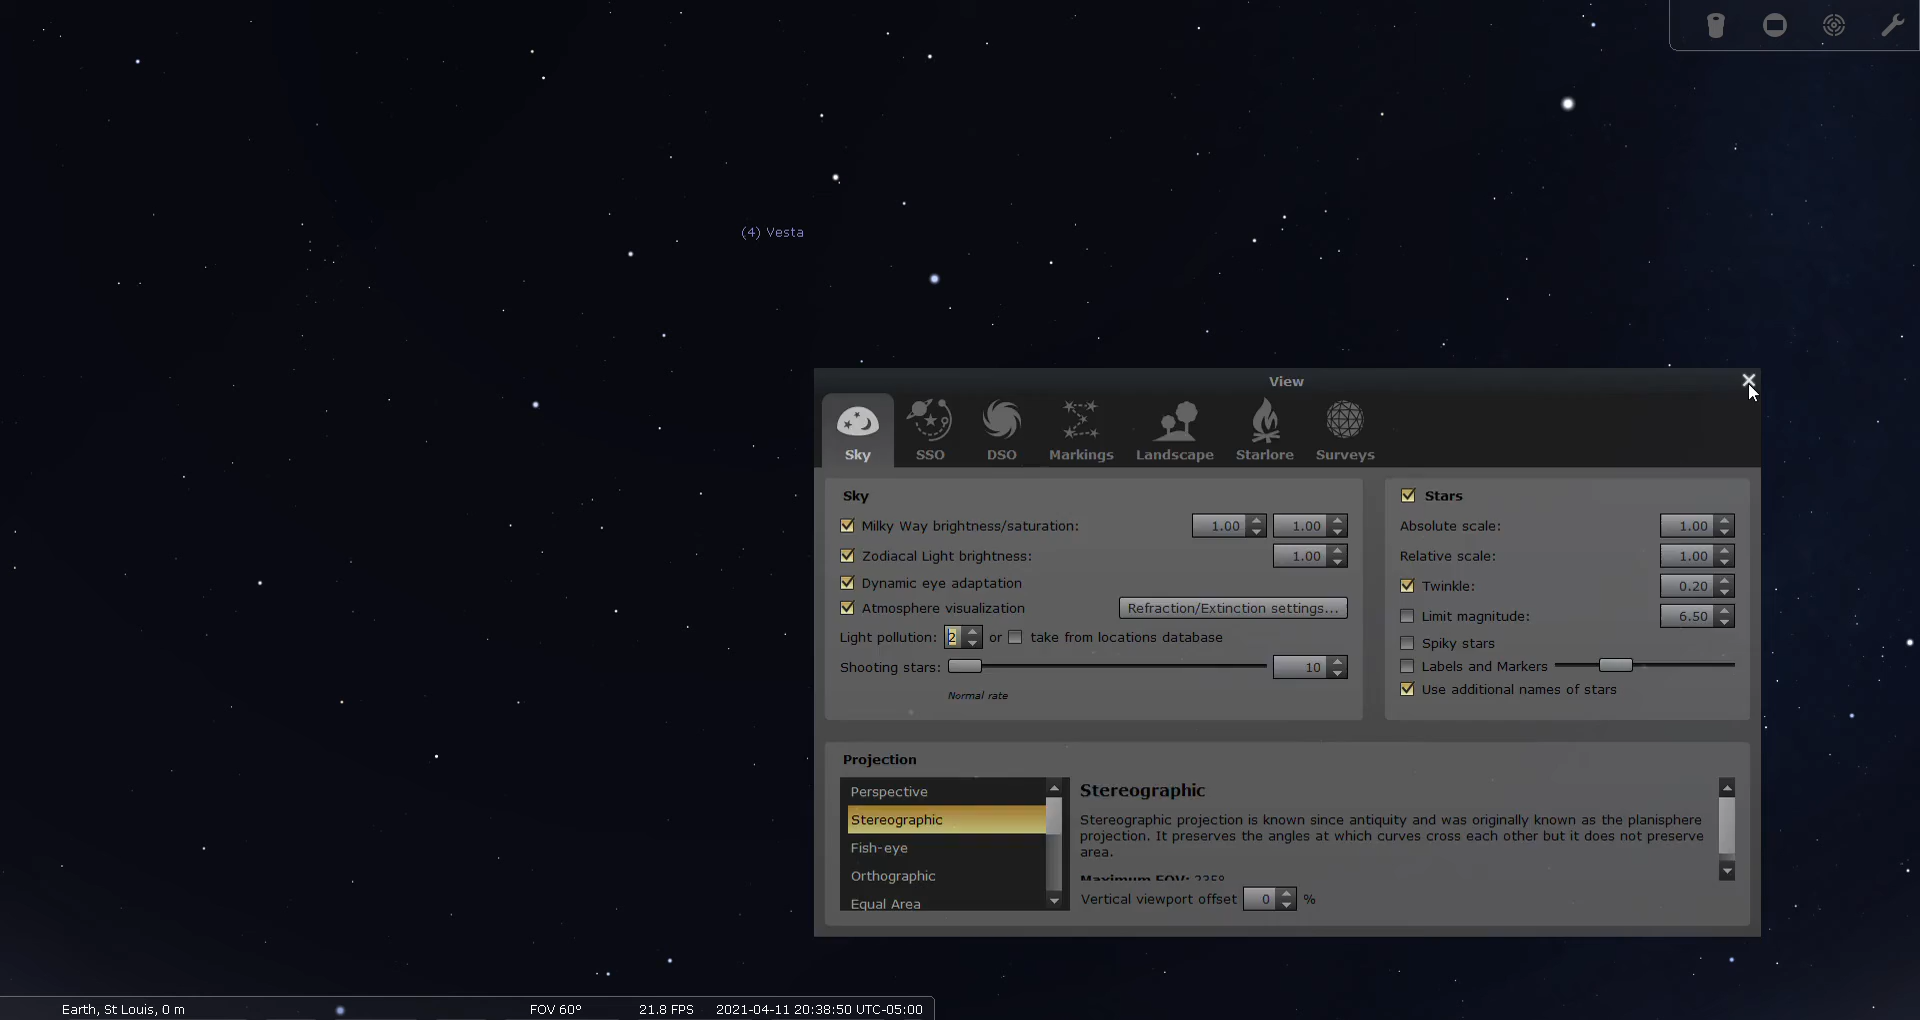 (4) Vesta
View
Sky SSO DSO Markings Landscape Starlore Surveys
Sky
Milky Way brightness/saturation: 1.00 1.00
Zodiacal Light brightness: 1.00
Dynamic eye adaptation
Atmosphere visualization Refraction/Extinction settings...
Light pollution: 2 or take from locations database
Shooting stars: 10
Normal rate
Stars
Absolute scale: 1.00
Relative scale: 1.00
Twinkle: 0.20
Limit magnitude: 6.50
Spiky stars
Labels and Markers
Use additional names of stars
Projection
Perspective
Stereographic
Fish-eye
Orthographic
Equal Area
Stereographic
Stereographic projection is known since antiquity and was originally known as the planisphere
projection. It preserves the angles at which curves cross each other but it does not preserve
area.
Maximum FOV: 235°
Vertical viewport offset 0 %
Earth, St Louis, 0 m FOV 60° 21.8 FPS 2021-04-11 20:38:50 UTC-05:00